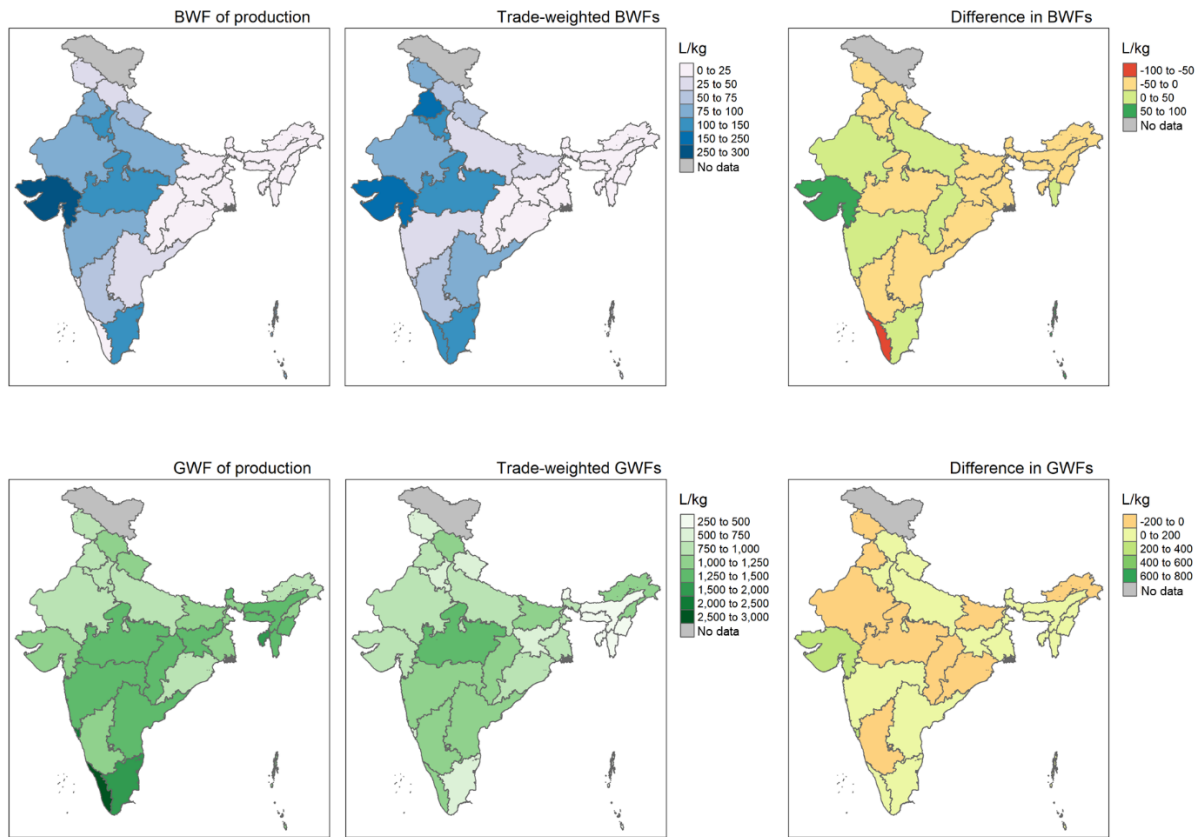 BWF of production
Trade-weighted BWFs
L/kg
0 to 25
25 to 50
50 to 75
75 to 100
100 to 150
150 to 250
250 to 300
No data
Difference in BWFs
L/kg
-100 to -50
-50 to 0
0 to 50
50 to 100
No data
GWF of production
Trade-weighted GWFs
L/kg
250 to 500
500 to 750
750 to 1,000
1,000 to 1,250
1,250 to 1,500
1,500 to 2,000
2,000 to 2,500
2,500 to 3,000
No data
Difference in GWFs
L/kg
-200 to 0
0 to 200
200 to 400
400 to 600
600 to 800
No data